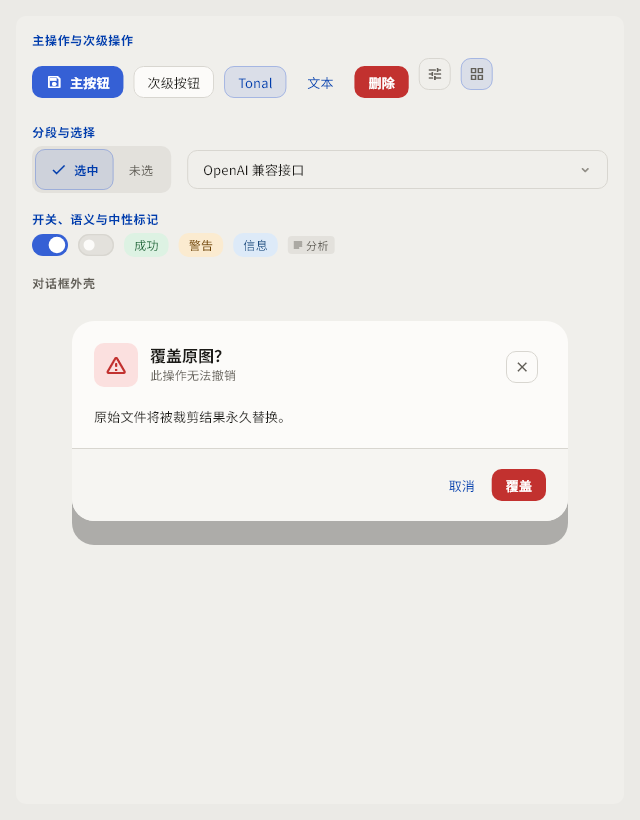 主操作与次级操作
主按钮 次级按钮 Tonal 文本 删除
分段与选择
选中 未选 OpenAI 兼容接口
开关、语义与中性标记
成功 警告 信息 分析
对话框外壳
覆盖原图？
此操作无法撤销
原始文件将被裁剪结果永久替换。
取消 覆盖